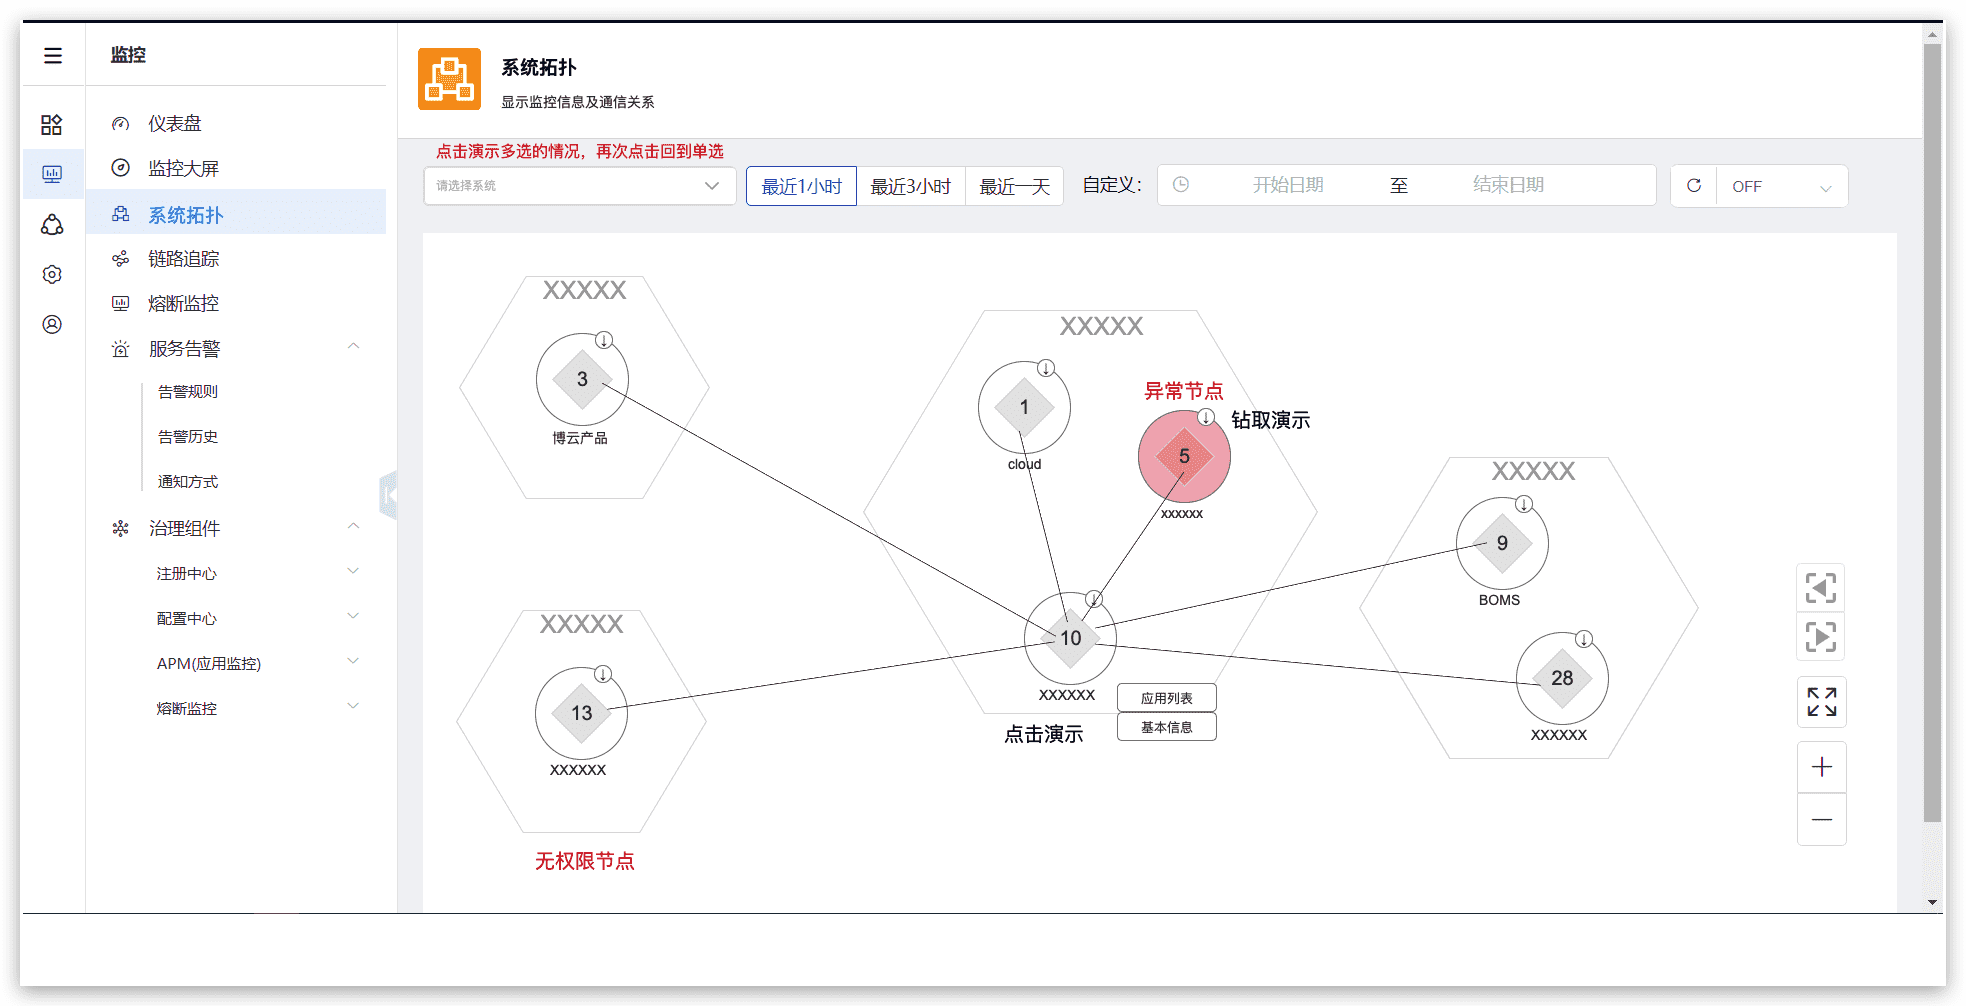 监控
仪表盘
监控大屏
系统拓扑
链路追踪
熔断监控
服务告警
告警规则
告警历史
通知方式
治理组件
注册中心
配置中心
APM(应用监控)
熔断监控
系统拓扑
显示监控信息及通信关系
点击演示多选的情况，再次点击回到单选
请选择系统
最近1小时
最近3小时
最近一天
自定义：
开始日期
至
结束日期
OFF
XXXXX
3
博云产品
XXXXX
1
cloud
异常节点
钻取演示
5
xxxxxx
XXXXX
9
BOMS
28
XXXXXX
10
XXXXXX
应用列表
基本信息
点击演示
XXXXX
13
XXXXXX
无权限节点